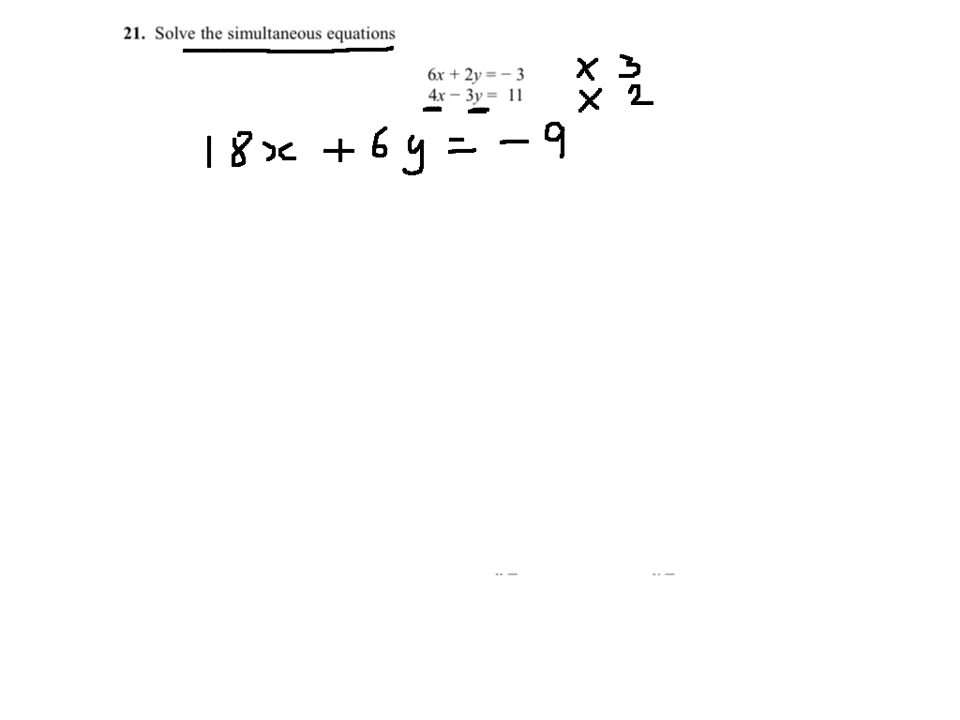 21. Solve the simultaneous equations
6x + 2y = − 3 × 3
4x − 3y = 11 × 2
18x + 6y = − 9